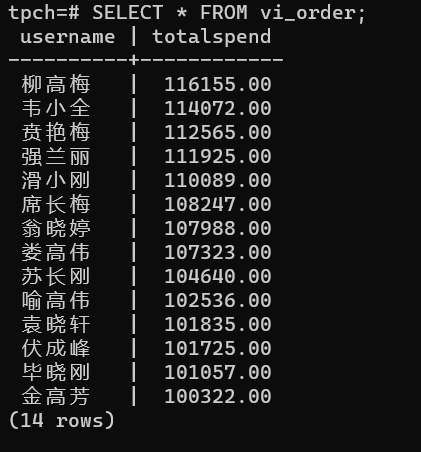 tpch=# SELECT * FROM vi_order;
 username | totalspend
----------+------------
 柳高梅   |  116155.00
 韦小全   |  114072.00
 贲艳梅   |  112565.00
 强兰丽   |  111925.00
 滑小刚   |  110089.00
 席长梅   |  108247.00
 翁晓婷   |  107988.00
 娄高伟   |  107323.00
 苏长刚   |  104640.00
 喻高伟   |  102536.00
 袁晓轩   |  101835.00
 伏成峰   |  101725.00
 毕晓刚   |  101057.00
 金高芳   |  100322.00
(14 rows)